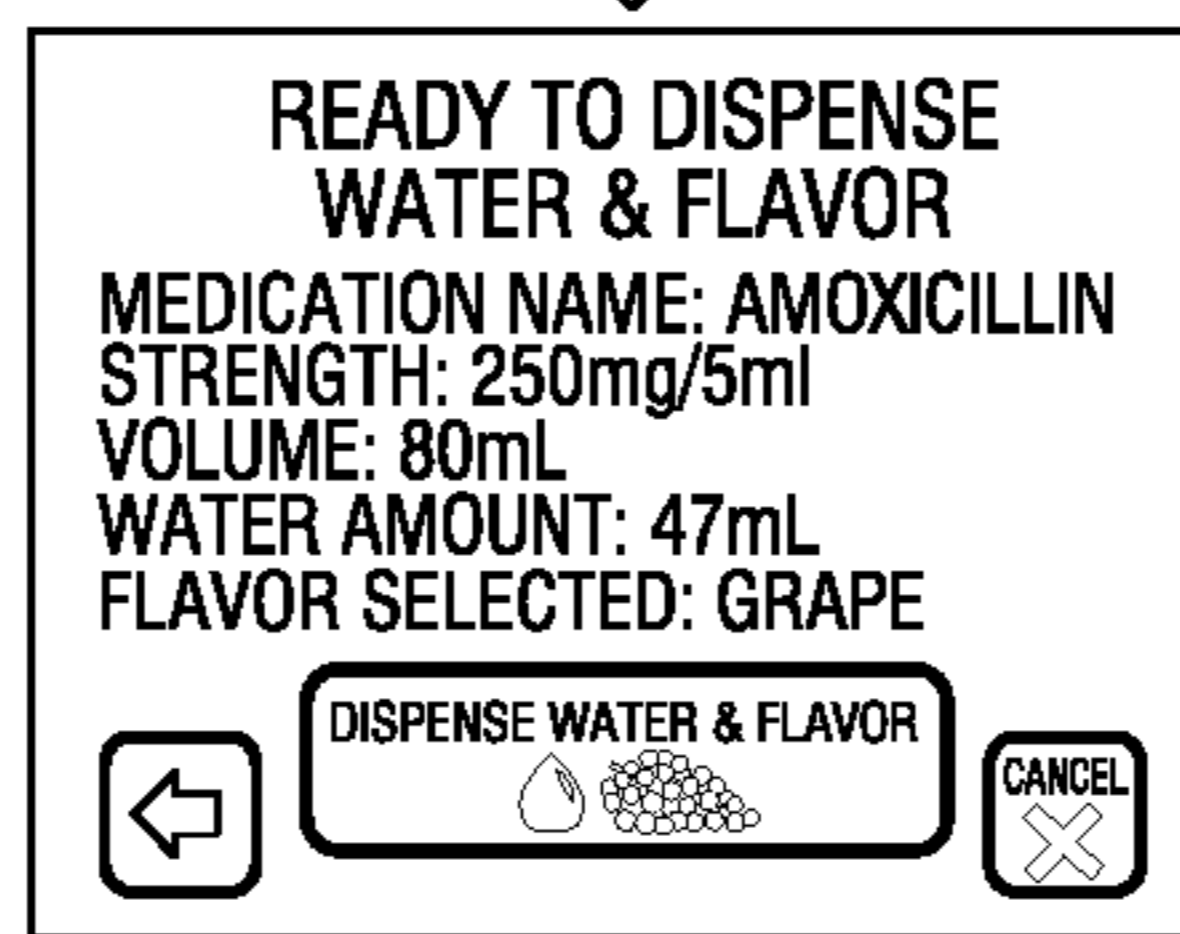 READY TO DISPENSE
WATER & FLAVOR
MEDICATION NAME: AMOXICILLIN
STRENGTH: 250mg/5ml
VOLUME: 80mL
WATER AMOUNT: 47mL
FLAVOR SELECTED: GRAPE
DISPENSE WATER & FLAVOR
CANCEL